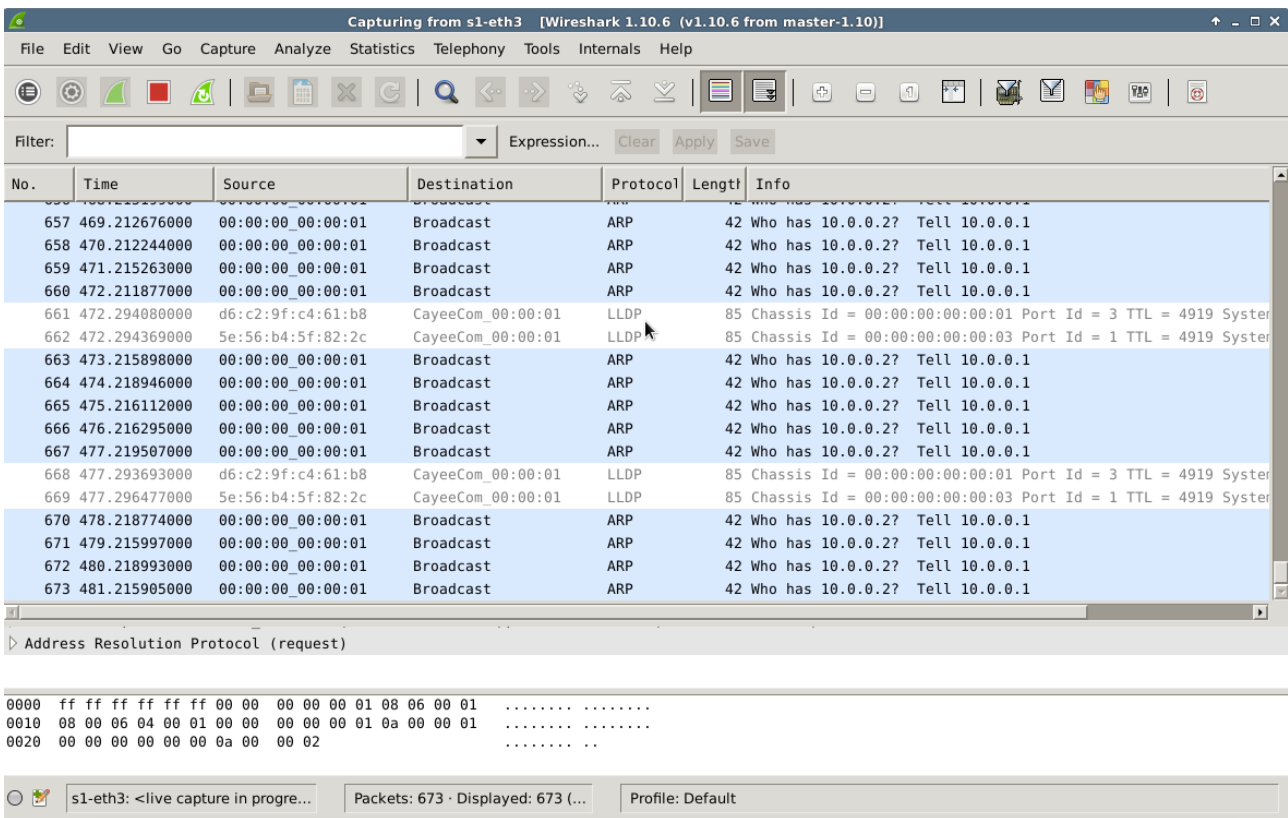 Capturing from s1-eth3 [Wireshark 1.10.6 (v1.10.6 from master-1.10)]
File Edit View Go Capture Analyze Statistics Telephony Tools Internals Help
Filter: Expression... Clear Apply Save
No. Time Source Destination Protocol Length Info
657 469.212676000 00:00:00_00:00:01 Broadcast ARP 42 Who has 10.0.0.2? Tell 10.0.0.1
658 470.212244000 00:00:00_00:00:01 Broadcast ARP 42 Who has 10.0.0.2? Tell 10.0.0.1
659 471.215263000 00:00:00_00:00:01 Broadcast ARP 42 Who has 10.0.0.2? Tell 10.0.0.1
660 472.211877000 00:00:00_00:00:01 Broadcast ARP 42 Who has 10.0.0.2? Tell 10.0.0.1
661 472.294080000 d6:c2:9f:c4:61:b8 CayeeCom_00:00:01 LLDP 85 Chassis Id = 00:00:00:00:00:01 Port Id = 3 TTL = 4919 System
662 472.294369000 5e:56:b4:5f:82:2c CayeeCom_00:00:01 LLDP 85 Chassis Id = 00:00:00:00:00:03 Port Id = 1 TTL = 4919 System
663 473.215898000 00:00:00_00:00:01 Broadcast ARP 42 Who has 10.0.0.2? Tell 10.0.0.1
664 474.218946000 00:00:00_00:00:01 Broadcast ARP 42 Who has 10.0.0.2? Tell 10.0.0.1
665 475.216112000 00:00:00_00:00:01 Broadcast ARP 42 Who has 10.0.0.2? Tell 10.0.0.1
666 476.216295000 00:00:00_00:00:01 Broadcast ARP 42 Who has 10.0.0.2? Tell 10.0.0.1
667 477.219507000 00:00:00_00:00:01 Broadcast ARP 42 Who has 10.0.0.2? Tell 10.0.0.1
668 477.293693000 d6:c2:9f:c4:61:b8 CayeeCom_00:00:01 LLDP 85 Chassis Id = 00:00:00:00:00:01 Port Id = 3 TTL = 4919 System
669 477.296477000 5e:56:b4:5f:82:2c CayeeCom_00:00:01 LLDP 85 Chassis Id = 00:00:00:00:00:03 Port Id = 1 TTL = 4919 System
670 478.218774000 00:00:00_00:00:01 Broadcast ARP 42 Who has 10.0.0.2? Tell 10.0.0.1
671 479.215997000 00:00:00_00:00:01 Broadcast ARP 42 Who has 10.0.0.2? Tell 10.0.0.1
672 480.218993000 00:00:00_00:00:01 Broadcast ARP 42 Who has 10.0.0.2? Tell 10.0.0.1
673 481.215905000 00:00:00_00:00:01 Broadcast ARP 42 Who has 10.0.0.2? Tell 10.0.0.1
Address Resolution Protocol (request)
0000 ff ff ff ff ff ff 00 00 00 00 00 01 08 06 00 01 ........ ........
0010 08 00 06 04 00 01 00 00 00 00 00 01 0a 00 00 01 ........ ........
0020 00 00 00 00 00 00 0a 00 00 02 ........ ..
s1-eth3: <live capture in progre... Packets: 673 · Displayed: 673 (... Profile: Default